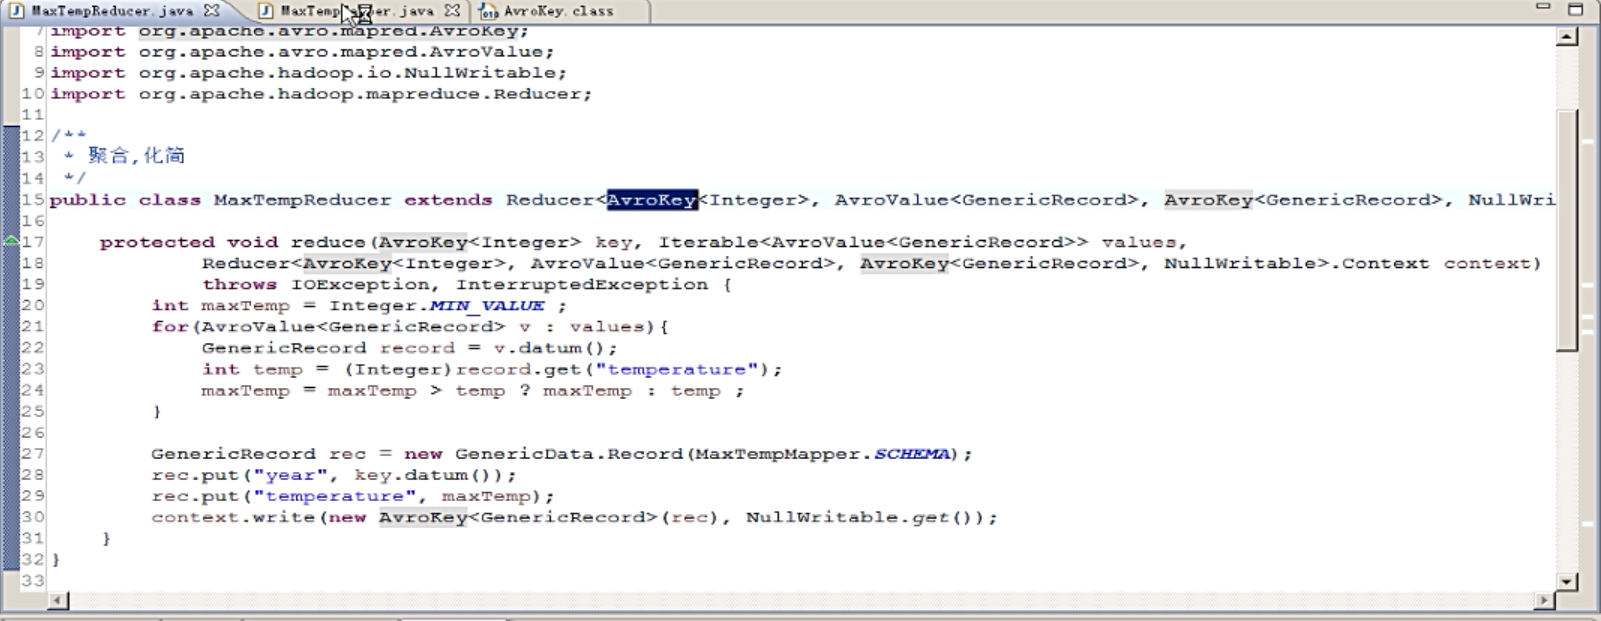 MaxTempReducer.java
MaxTemp er.java
AvroKey.class
7 import org.apache.avro.mapred.AvroKey;
8 import org.apache.avro.mapred.AvroValue;
9 import org.apache.hadoop.io.NullWritable;
10 import org.apache.hadoop.mapreduce.Reducer;
11
12 /**
13 * 聚合,化简
14 */
15 public class MaxTempReducer extends Reducer<AvroKey<Integer>, AvroValue<GenericRecord>, AvroKey<GenericRecord>, NullWri
16
17 protected void reduce(AvroKey<Integer> key, Iterable<AvroValue<GenericRecord>> values,
18 Reducer<AvroKey<Integer>, AvroValue<GenericRecord>, AvroKey<GenericRecord>, NullWritable>.Context context)
19 throws IOException, InterruptedException {
20 int maxTemp = Integer.MIN_VALUE ;
21 for(AvroValue<GenericRecord> v : values){
22 GenericRecord record = v.datum();
23 int temp = (Integer)record.get("temperature");
24 maxTemp = maxTemp > temp ? maxTemp : temp ;
25 }
26
27 GenericRecord rec = new GenericData.Record(MaxTempMapper.SCHEMA);
28 rec.put("year", key.datum());
29 rec.put("temperature", maxTemp);
30 context.write(new AvroKey<GenericRecord>(rec), NullWritable.get());
31 }
32 }
33